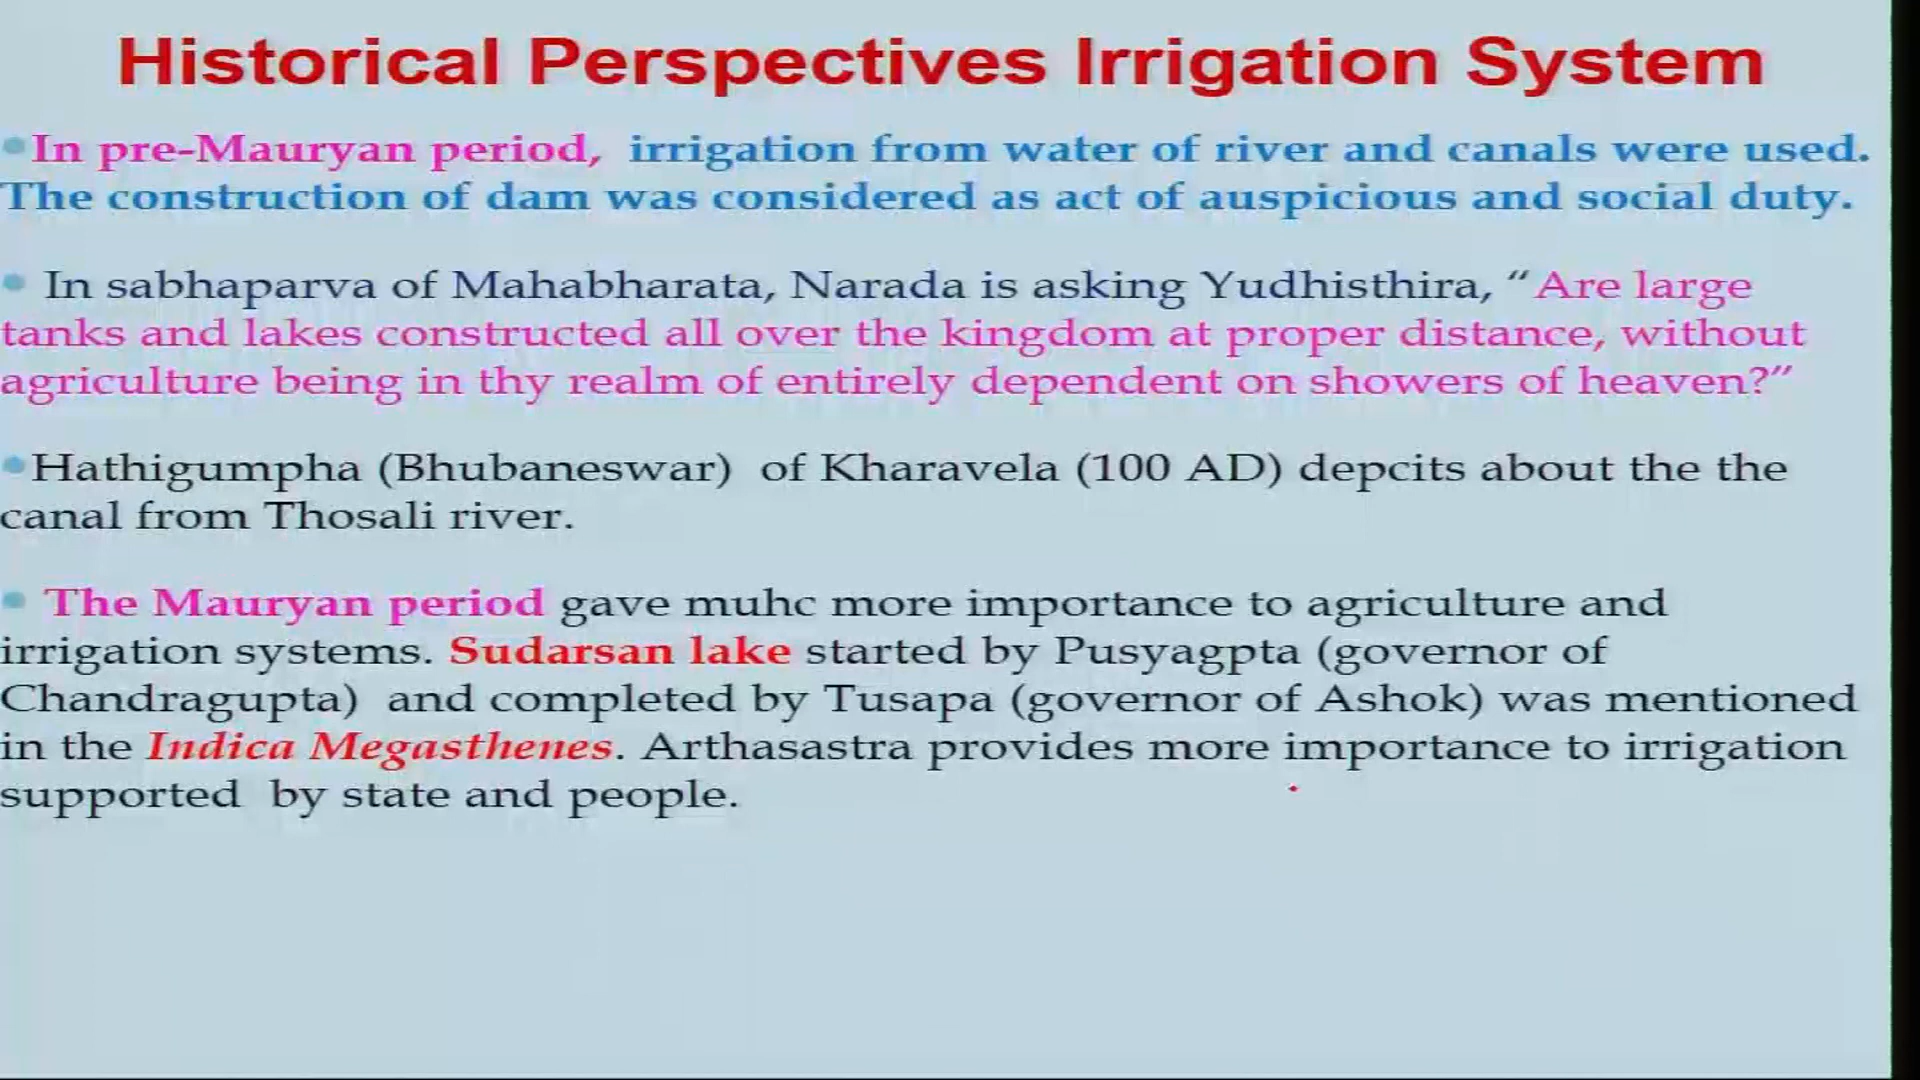 Historical Perspectives Irrigation System
•In pre-Mauryan period, irrigation from water of river and canals were used.
The construction of dam was considered as act of auspicious and social duty.
• In sabhaparva of Mahabharata, Narada is asking Yudhisthira, “Are large
tanks and lakes constructed all over the kingdom at proper distance, without
agriculture being in thy realm of entirely dependent on showers of heaven?”
•Hathigumpha (Bhubaneswar) of Kharavela (100 AD) depcits about the the
canal from Thosali river.
• The Mauryan period gave muhc more importance to agriculture and
irrigation systems. Sudarsan lake started by Pusyagpta (governor of
Chandragupta) and completed by Tusapa (governor of Ashok) was mentioned
in the Indica Megasthenes. Arthasastra provides more importance to irrigation
supported by state and people.